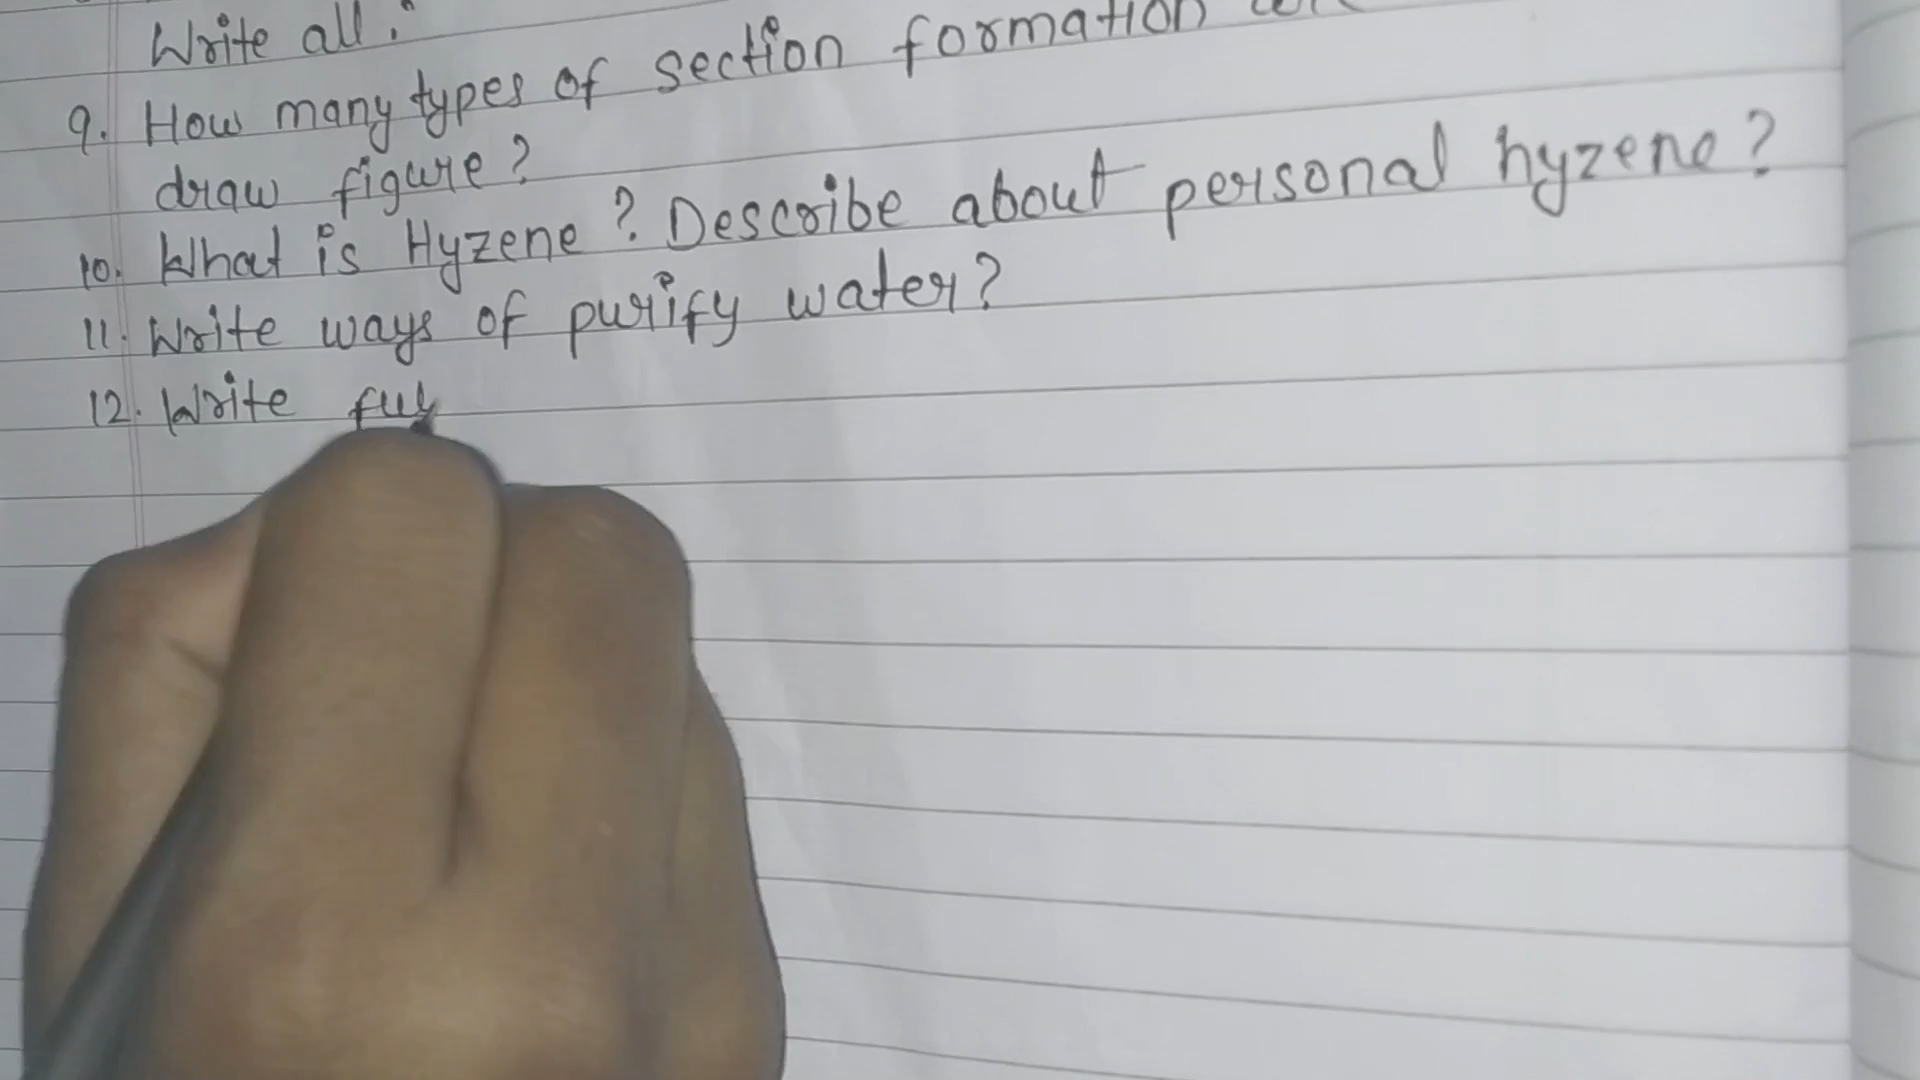 Write all.
9. How many types of section formation
draw figure?
10. What is Hyzene? Describe about personal hyzene?
11. Write ways of purify water?
12. Write